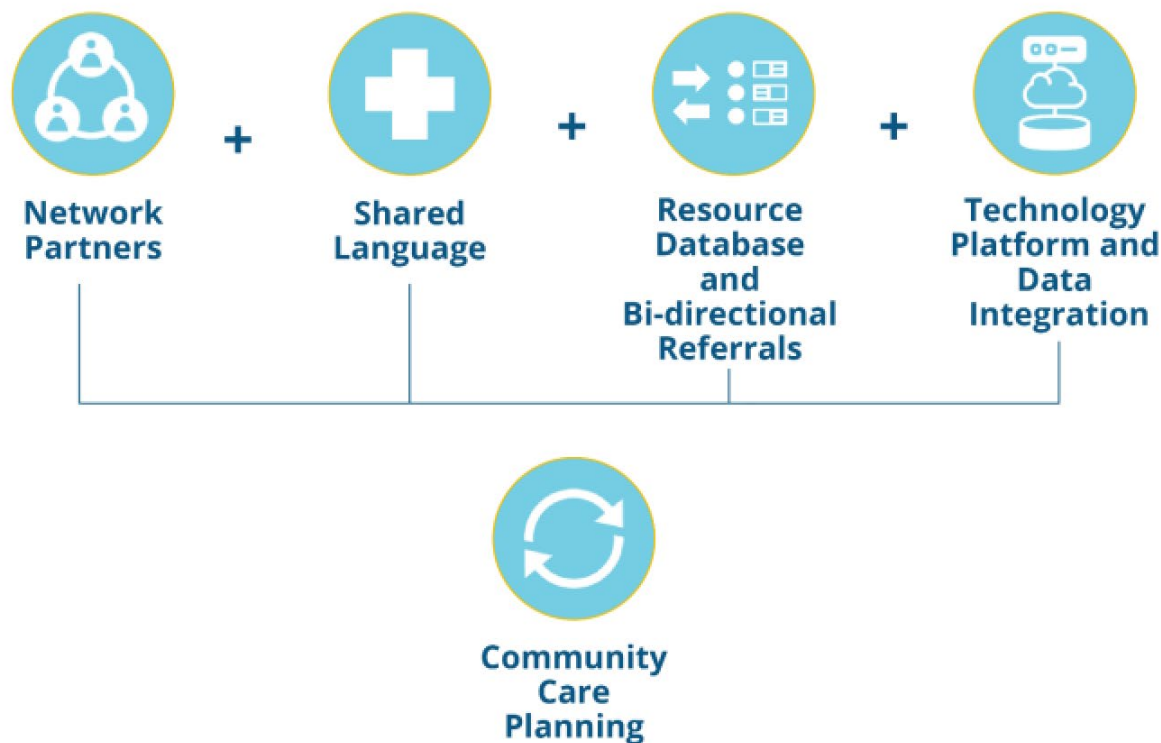 Network
Partners
+
Shared
Language
+
Resource
Database
and
Bi-directional
Referrals
+
Technology
Platform and
Data
Integration
Community
Care
Planning